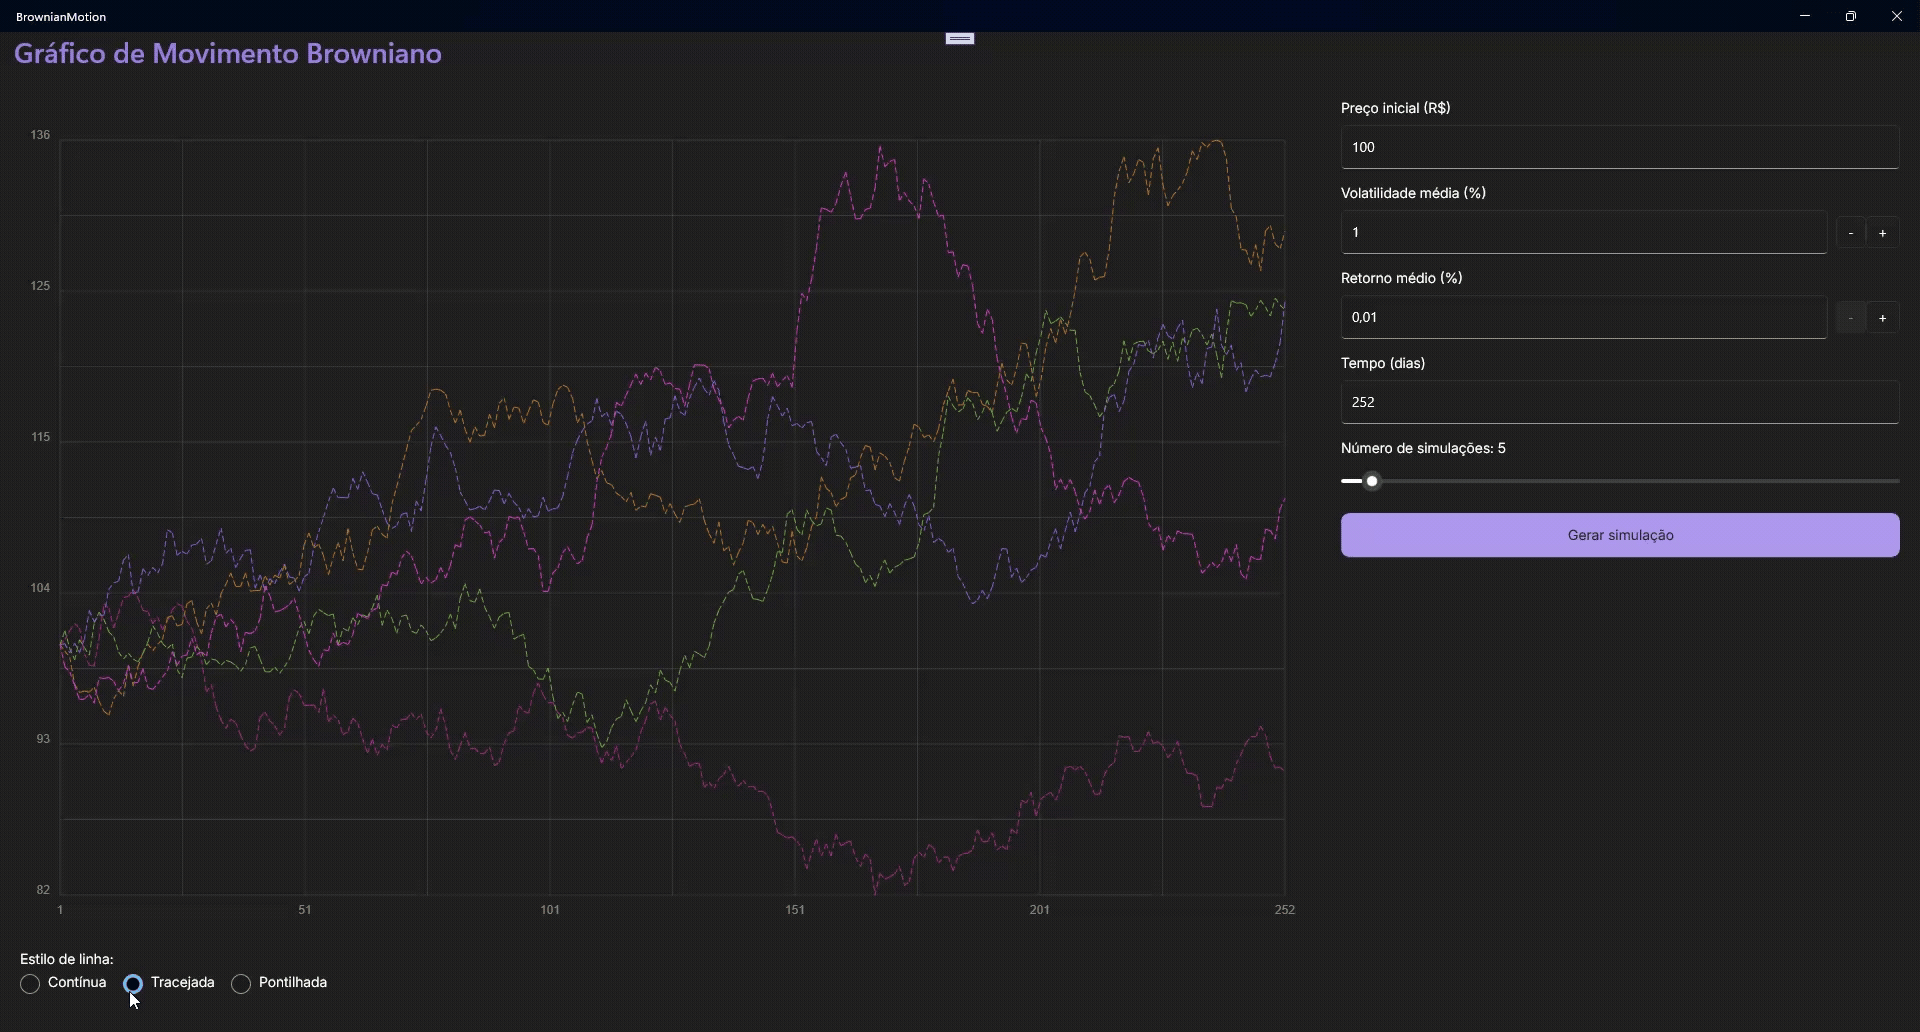 BrownianMotion
Gráfico de Movimento Browniano
136
125
115
104
93
82
1 51 101 151 201 252
Estilo de linha:
Contínua Tracejada Pontilhada
Preço inicial (R$)
100
Volatilidade média (%)
1 - +
Retorno médio (%)
0,01 - +
Tempo (dias)
252
Número de simulações: 5
Gerar simulação